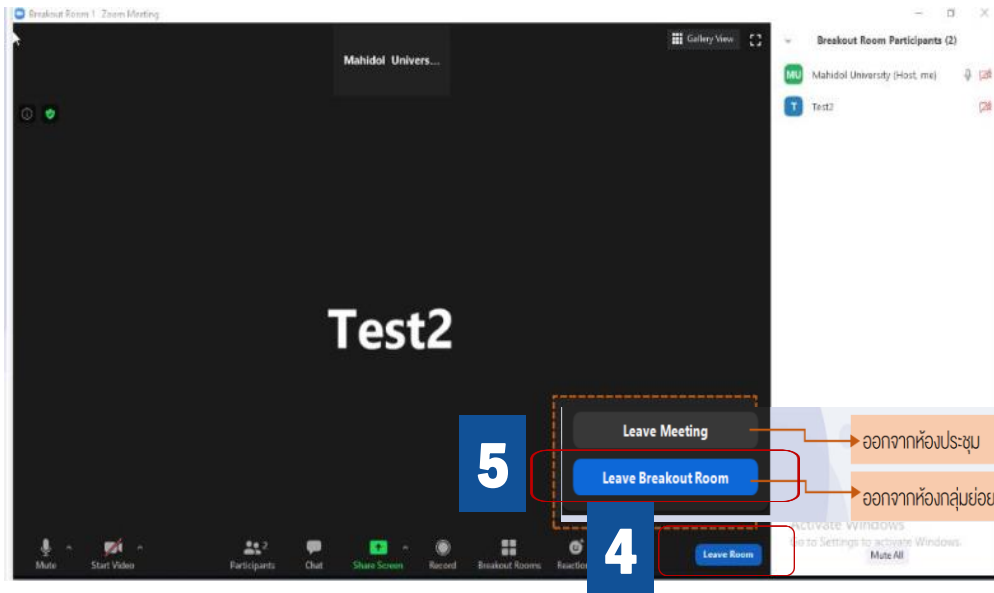 Breakout Room 1 Zoom Meeting
Mahidol Univers...
Gallery View
Breakout Room Participants (2)
MU Mahidol University (Host, me)
T Test2
Test2
5
Leave Meeting
ออกจากห้องประชุม
Leave Breakout Room
ออกจากห้องกลุ่มย่อย
4
Activate Windows
Go to Settings to activate Windows.
Mute
Start Video
Participants
2
Chat
Share Screen
Record
Breakout Rooms
Leave Room
Mute All